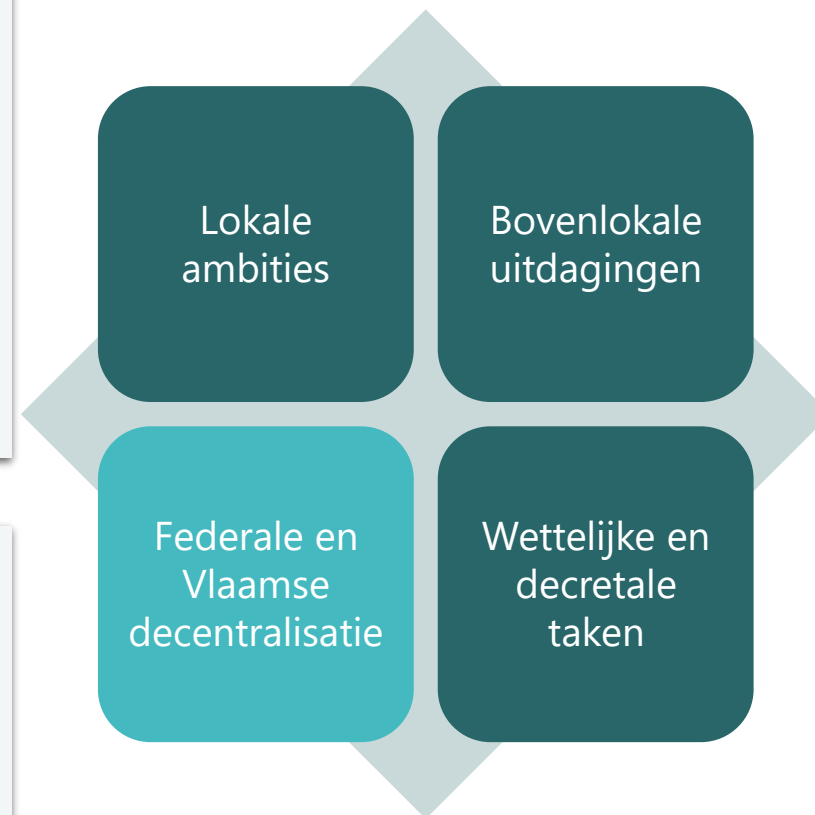 Lokale
ambities
Bovenlokale
uitdagingen
Federale en
Vlaamse
decentralisatie
Wettelijke en
decretale
taken